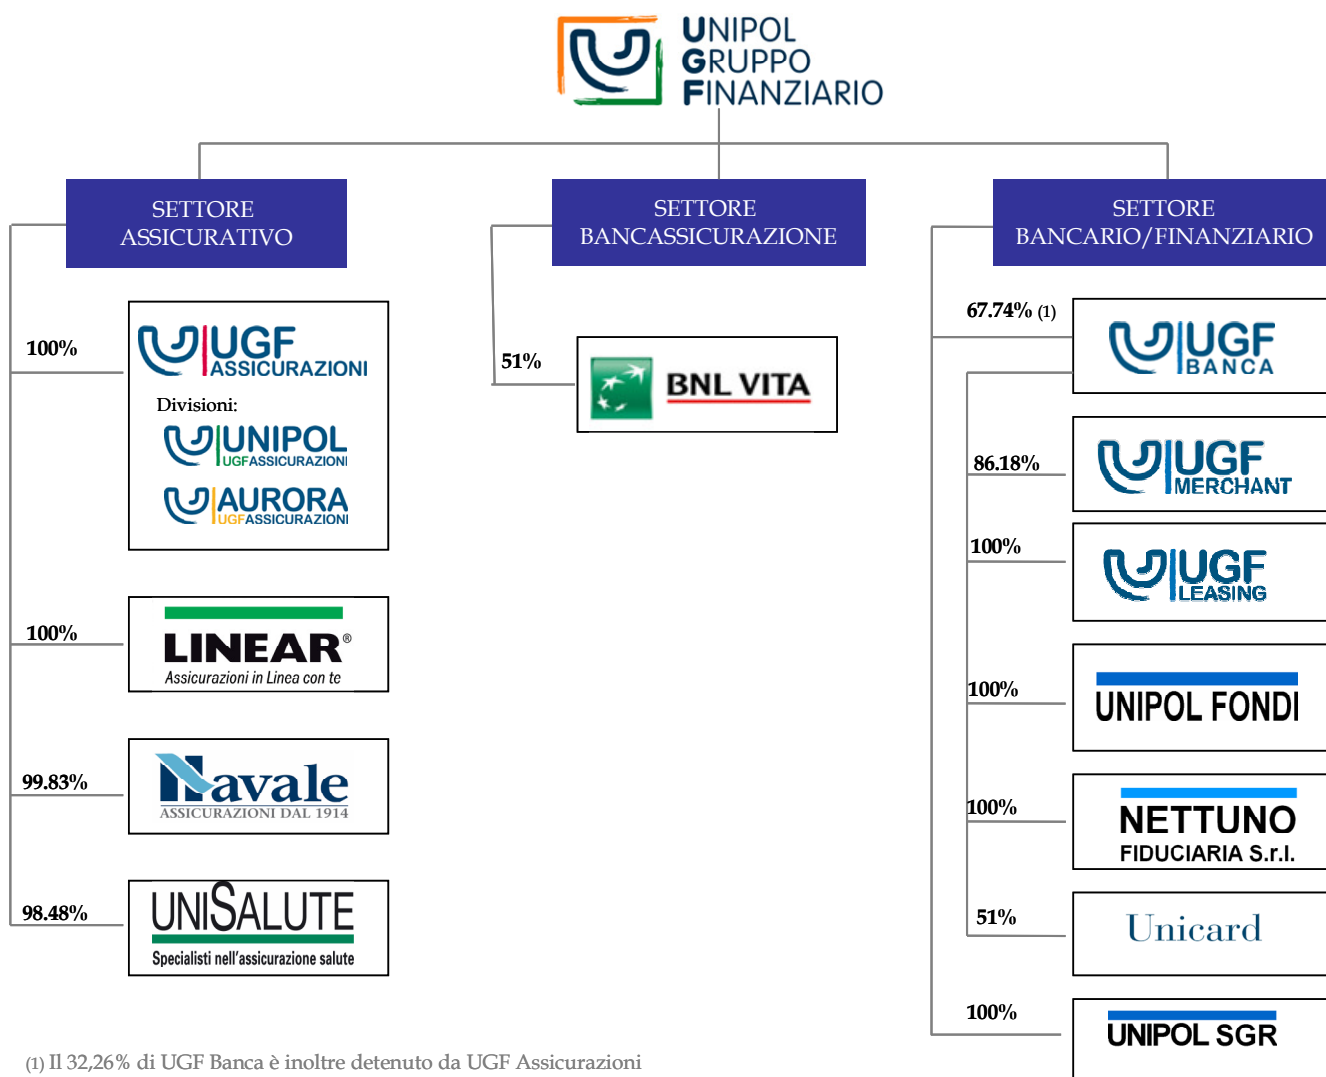 UNIPOL
GRUPPO
FINANZIARIO
SETTORE
ASSICURATIVO
100%
UGF
ASSICURAZIONI
Divisioni:
UNIPOL
UGFASSICURAZIONI
AURORA
UGFASSICURAZIONI
100%
LINEAR®
Assicurazioni in Linea con te
99.83%
Navale
ASSICURAZIONI DAL 1914
98.48%
UNISALUTE
Specialisti nell'assicurazione salute
SETTORE
BANCASSICURAZIONE
51%
BNL VITA
SETTORE
BANCARIO/FINANZIARIO
67.74% (1)
UGF
BANCA
86.18%
UGF
MERCHANT
100%
UGF
LEASING
100%
UNIPOL FONDI
100%
NETTUNO
FIDUCIARIA S.r.l.
51%
Unicard
100%
UNIPOL SGR
(1) Il 32,26% di UGF Banca è inoltre detenuto da UGF Assicurazioni